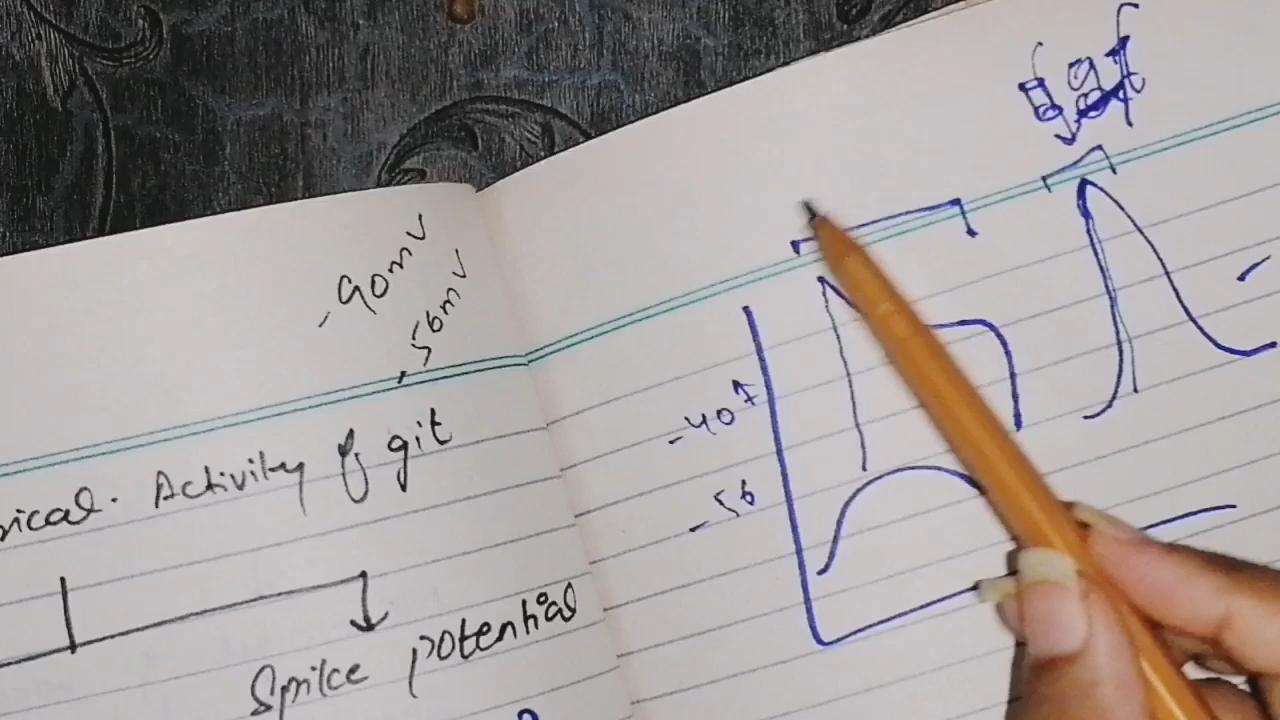 -90mv
-56mv
rical. Activity of git
Spike potential
-40
-56